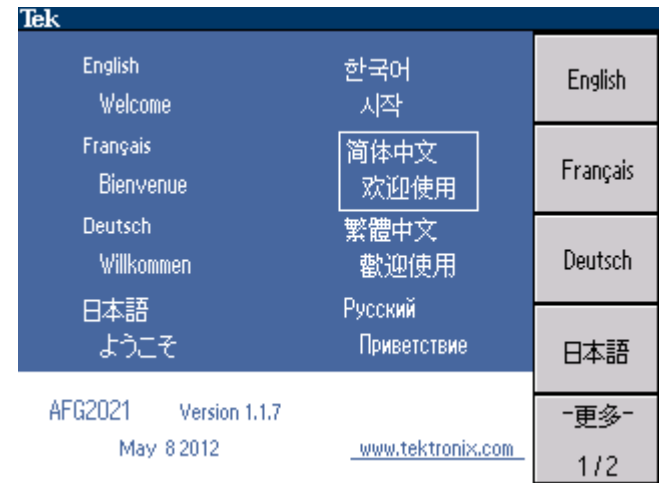 Tek
English
Welcome
Français
Bienvenue
Deutsch
Willkommen
日本語
ようこそ
한국어
시작
简体中文
欢迎使用
繁體中文
歡迎使用
Русский
Приветствие
English
Français
Deutsch
日本語
-更多-
1/2
AFG2021 Version 1.1.7
May 8 2012 www.tektronix.com